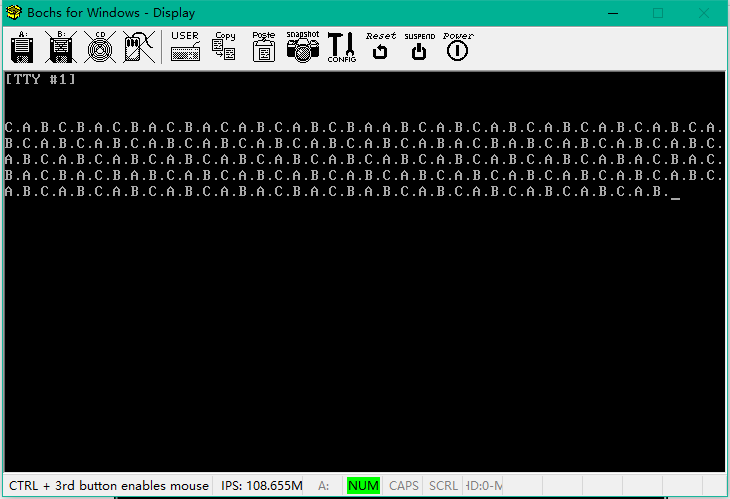 Bochs for Windows - Display
A: B: CD USER Copy Paste snapshot CONFIG Reset SUSPEND Power
[TTY #1]
C.A.B.C.B.A.C.B.A.C.B.A.C.A.B.C.A.B.C.B.A.A.B.C.A.B.C.A.B.C.A.B.C.A.B.C.A.B.C.A.
B.C.A.B.C.A.B.C.A.B.C.A.B.C.A.B.C.A.B.C.A.B.C.A.B.C.A.B.C.A.B.C.A.B.C.A.C.A.B.C.
A.B.C.A.B.C.A.B.C.A.B.C.A.B.C.A.B.C.A.B.C.A.B.C.A.B.C.A.B.C.A.B.C.A.B.C.B.A.C.
B.A.C.B.A.B.C.A.B.C.A.B.C.A.B.C.A.B.C.A.B.C.A.B.C.A.B.C.A.B.C.A.B.C.A.A.B.C.
A.B.C.A.B.C.A.B.C.A.B.C.A.B.C.A.B.C.A.B.C.A.B.C.A.B.C.A.B.C.A.B.C.A.B.C.A.B._
CTRL + 3rd button enables mouse IPS: 108.655M A: NUM CAPS SCRL HD:0-M